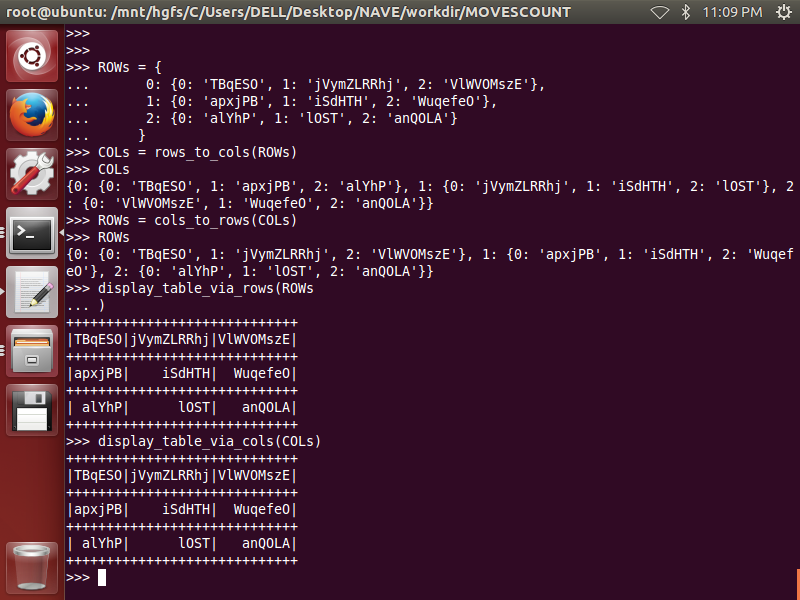 root@ubuntu: /mnt/hgfs/C/Users/DELL/Desktop/NAVE/workdir/MOVESCOUNT 11:09 PM
>>>
>>>
>>> ROWs = {
...       0: {0: 'TBqESO', 1: 'jVymZLRRhj', 2: 'VlWVOMszE'},
...       1: {0: 'apxjPB', 1: 'iSdHTH', 2: 'WuqefeO'},
...       2: {0: 'alYhP', 1: 'lOST', 2: 'anQOLA'}
...      }
>>> COLs = rows_to_cols(ROWs)
>>> COLs
{0: {0: 'TBqESO', 1: 'apxjPB', 2: 'alYhP'}, 1: {0: 'jVymZLRRhj', 1: 'iSdHTH', 2: 'lOST'}, 2
: {0: 'VlWVOMszE', 1: 'WuqefeO', 2: 'anQOLA'}}
>>> ROWs = cols_to_rows(COLs)
>>> ROWs
{0: {0: 'TBqESO', 1: 'jVymZLRRhj', 2: 'VlWVOMszE'}, 1: {0: 'apxjPB', 1: 'iSdHTH', 2: 'Wuqef
eO'}, 2: {0: 'alYhP', 1: 'lOST', 2: 'anQOLA'}}
>>> display_table_via_rows(ROWs
... )
+++++++++++++++++++++++++++++
|TBqESO|jVymZLRRhj|VlWVOMszE|
+++++++++++++++++++++++++++++
|apxjPB|    iSdHTH|  WuqefeO|
+++++++++++++++++++++++++++++
| alYhP|      lOST|   anQOLA|
+++++++++++++++++++++++++++++
>>> display_table_via_cols(COLs)
+++++++++++++++++++++++++++++
|TBqESO|jVymZLRRhj|VlWVOMszE|
+++++++++++++++++++++++++++++
|apxjPB|    iSdHTH|  WuqefeO|
+++++++++++++++++++++++++++++
| alYhP|      lOST|   anQOLA|
+++++++++++++++++++++++++++++
>>>